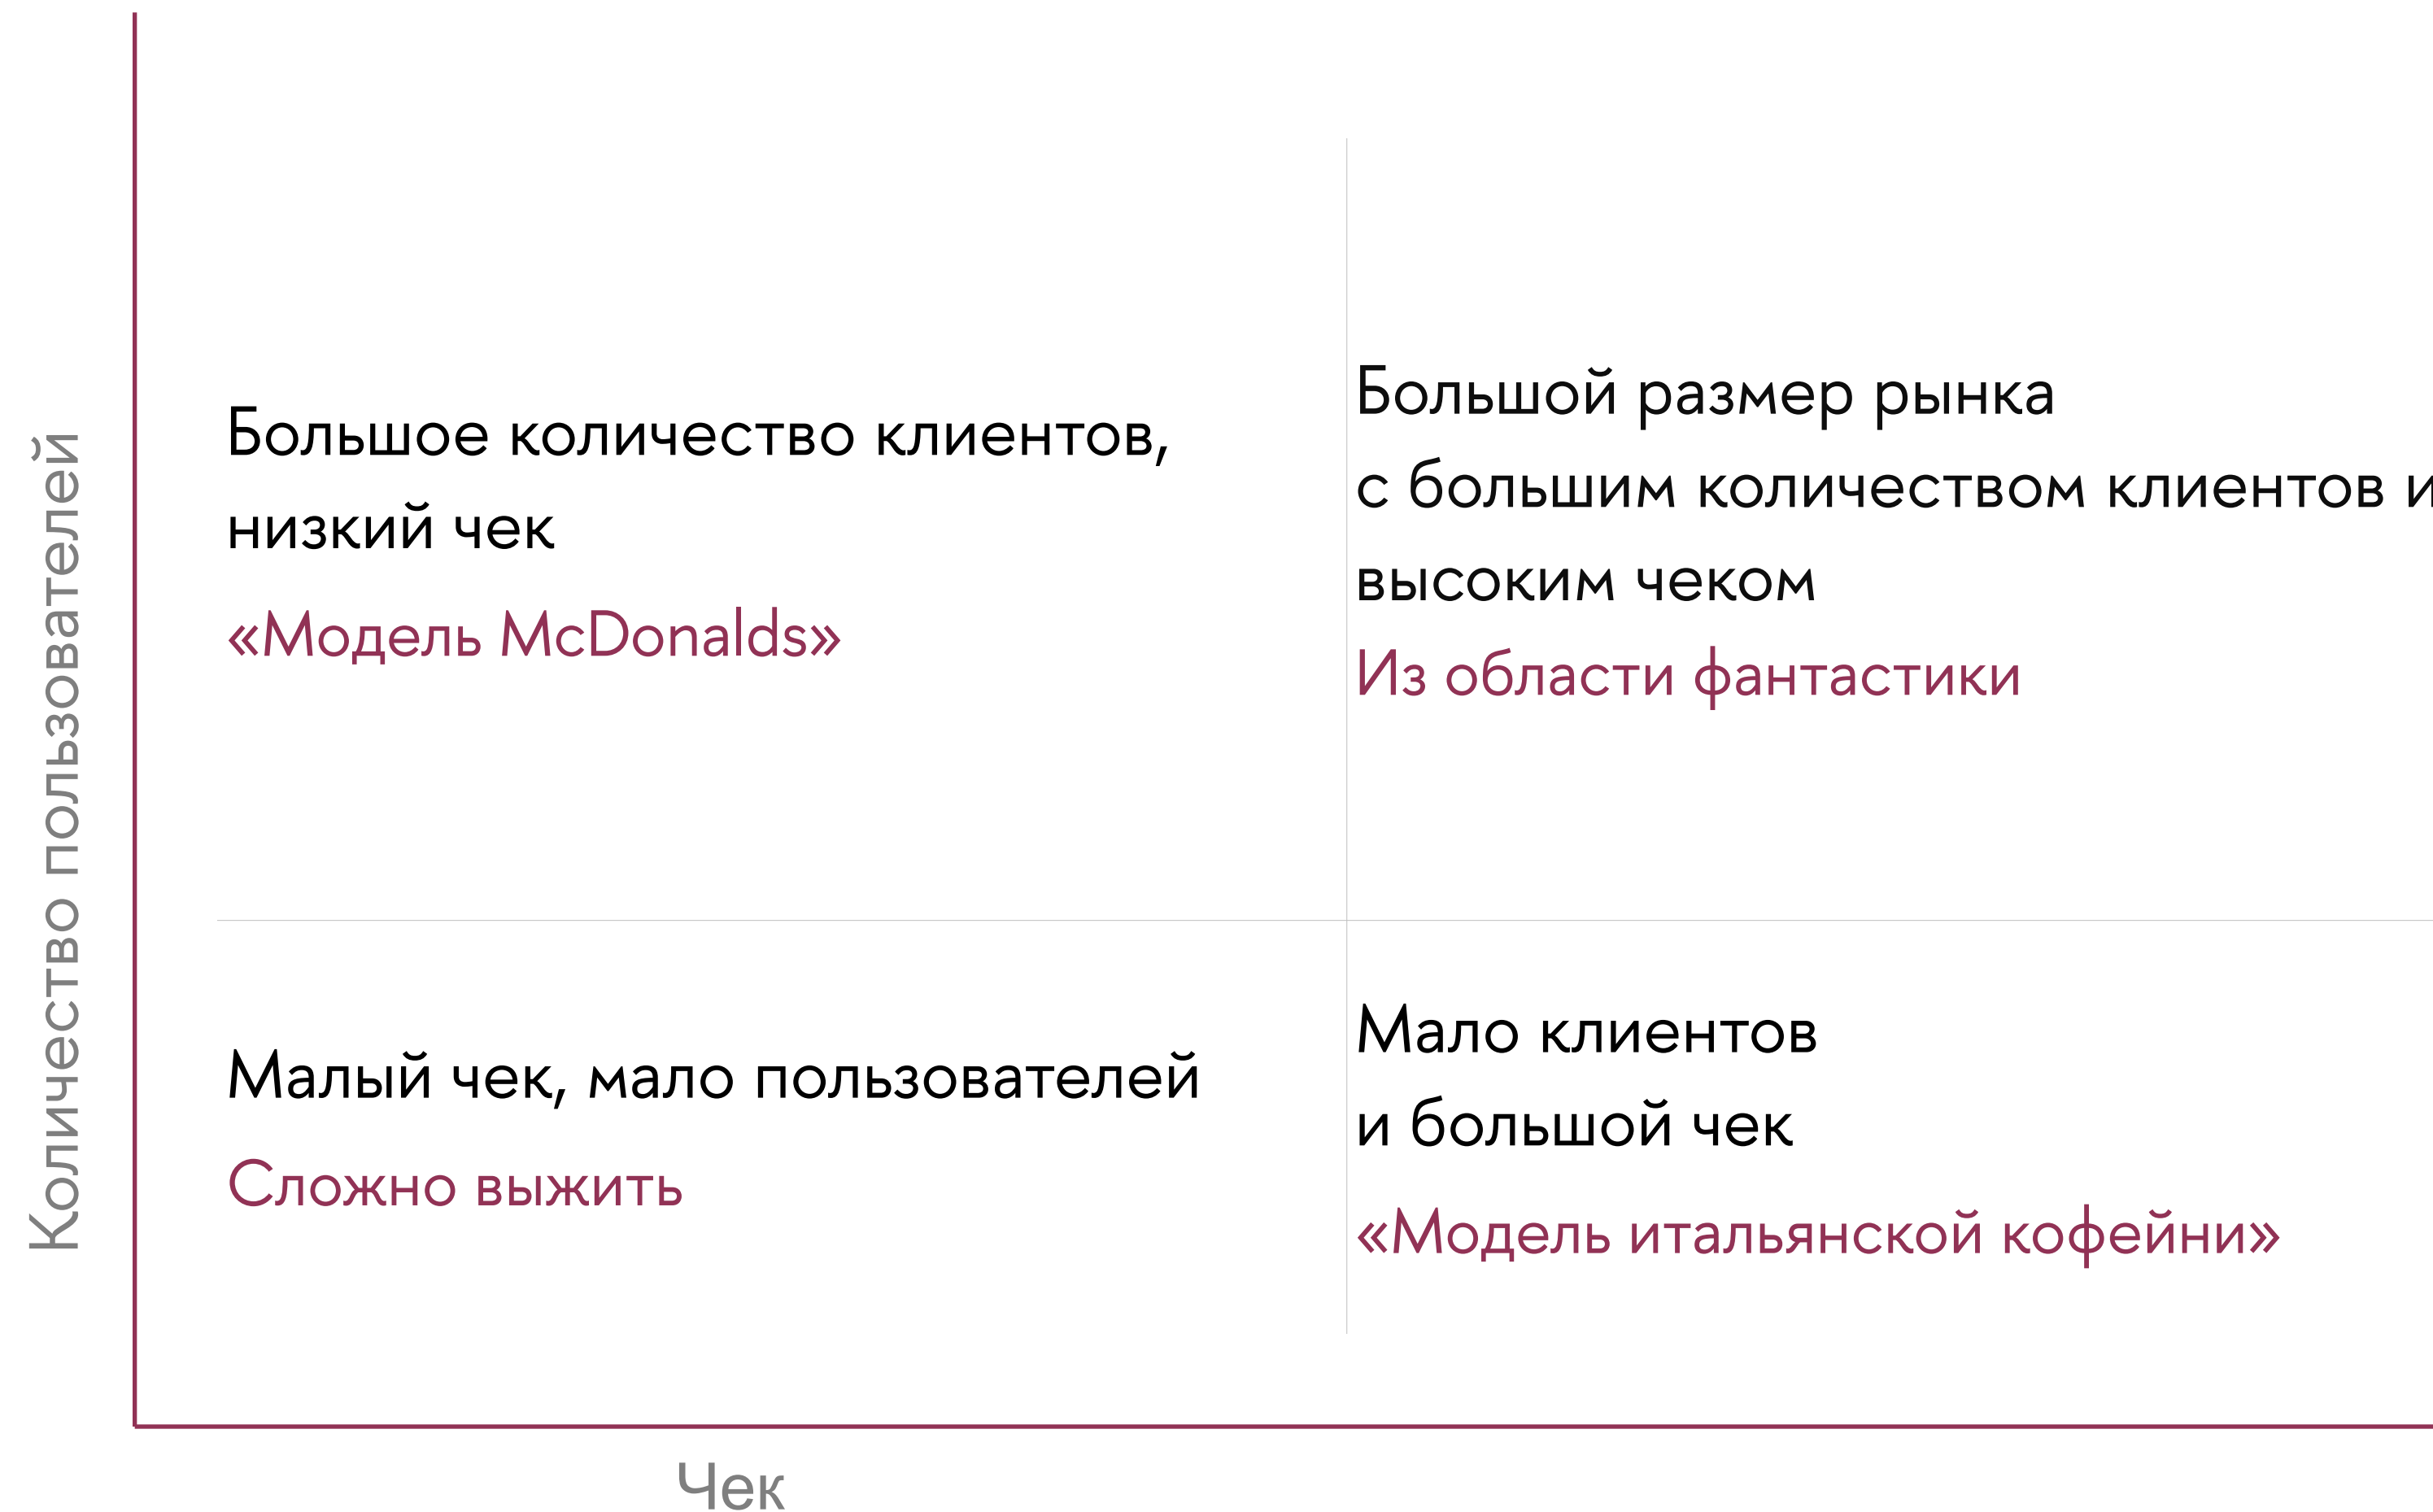 Количество пользователей
Большое количество клиентов,
низкий чек
«Модель McDonalds»
Большой размер рынка
с большим количеством клиентов и
высоким чеком
Из области фантастики
Малый чек, мало пользователей
Сложно выжить
Мало клиентов
и большой чек
«Модель итальянской кофейни»
Чек